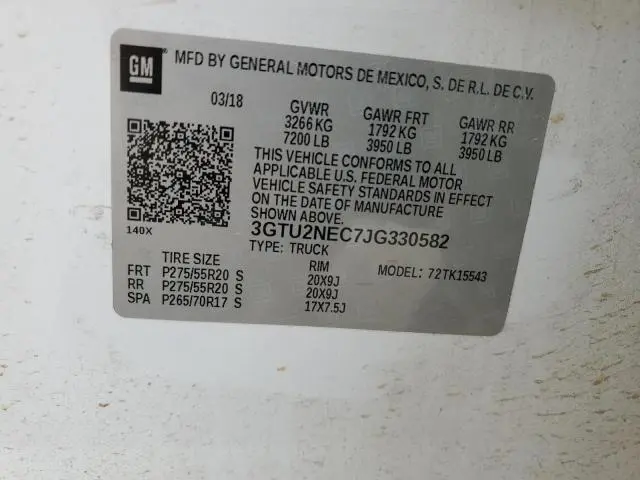 GM
MFD BY GENERAL MOTORS DE MEXICO, S. DE R.L. DE C.V.
03/18 GVWR GAWR FRT GAWR RR
3266 KG 1792 KG 1792 KG
7200 LB 3950 LB 3950 LB
THIS VEHICLE CONFORMS TO ALL
APPLICABLE U.S. FEDERAL MOTOR
VEHICLE SAFETY STANDARDS IN EFFECT
ON THE DATE OF MANUFACTURE
SHOWN ABOVE.
140X
3GTU2NEC7JG330582
TYPE: TRUCK
TIRE SIZE RIM MODEL: 72TK15543
FRT P275/55R20 S 20X9J
RR P275/55R20 S 20X9J
SPA P265/70R17 S 17X7.5J